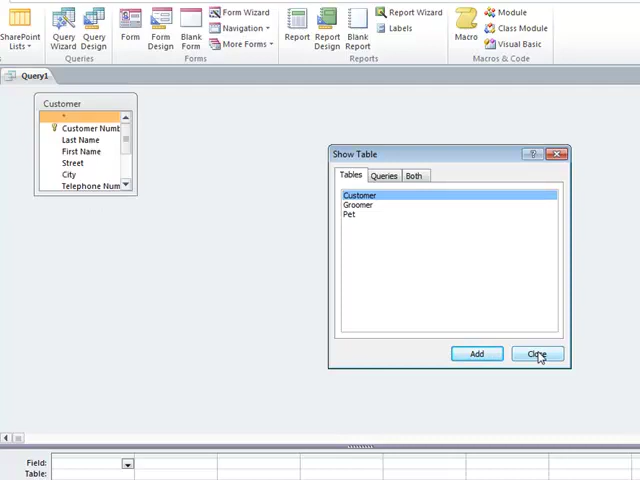 SharePoint
Lists
Query
Wizard
Query
Design
Queries
Form
Form
Design
Blank
Form
Form Wizard
Navigation
More Forms
Forms
Report
Report
Design
Blank
Report
Report Wizard
Labels
Reports
Macro
Module
Class Module
Visual Basic
Macros & Code
Query1
Customer
*
Customer Numb
Last Name
First Name
Street
City
Telephone Num
Show Table
?
Tables
Queries
Both
Customer
Groomer
Pet
Add
Close
Field:
Table: